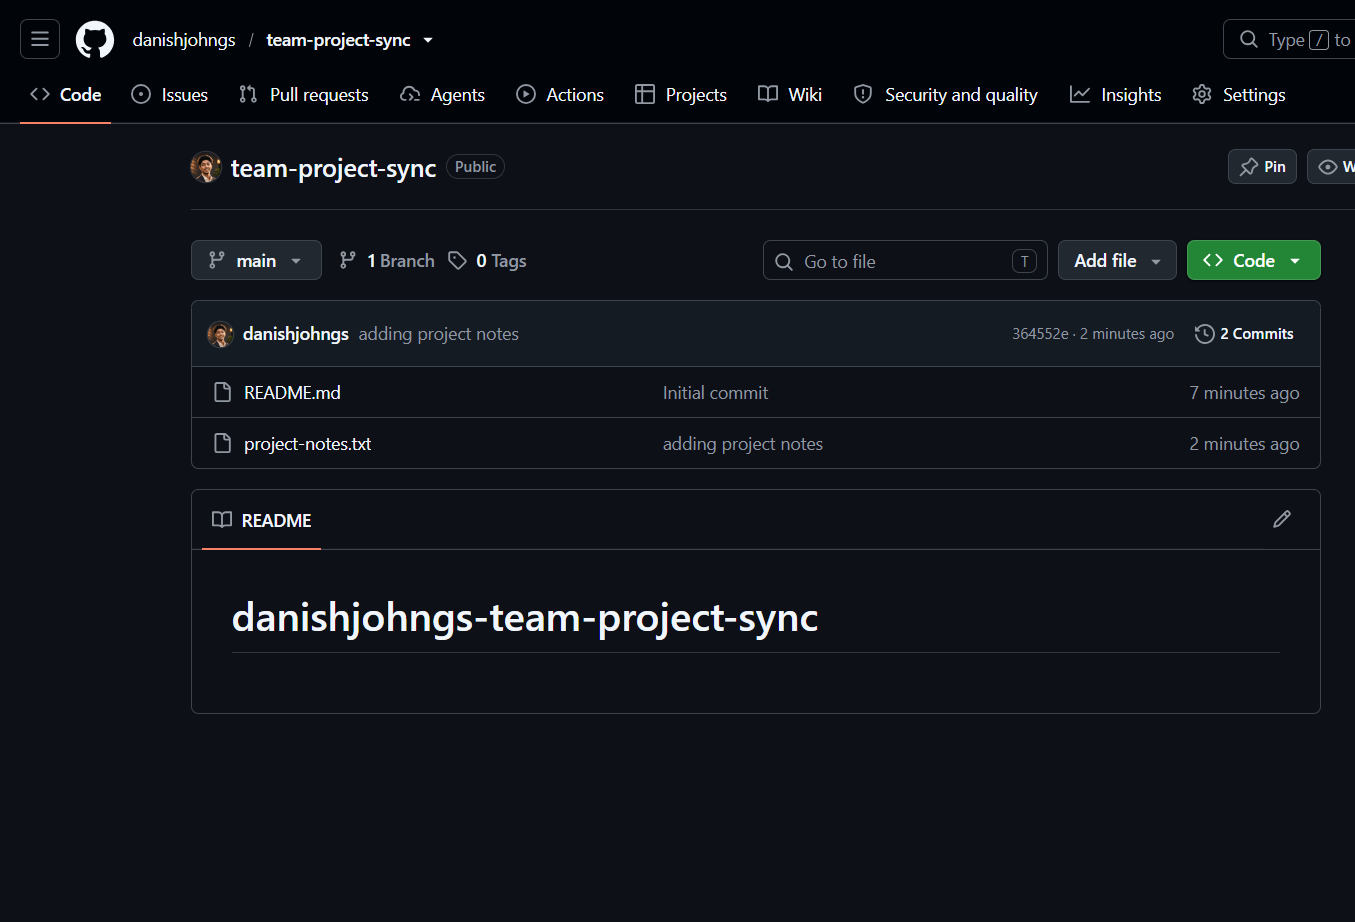 danishjohngs / team-project-sync
Type / to
Code Issues Pull requests Agents Actions Projects Wiki Security and quality Insights Settings
team-project-sync Public
Pin W
main 1 Branch 0 Tags Go to file T Add file Code
danishjohngs adding project notes 364552e · 2 minutes ago 2 Commits
README.md Initial commit 7 minutes ago
project-notes.txt adding project notes 2 minutes ago
README
danishjohngs-team-project-sync